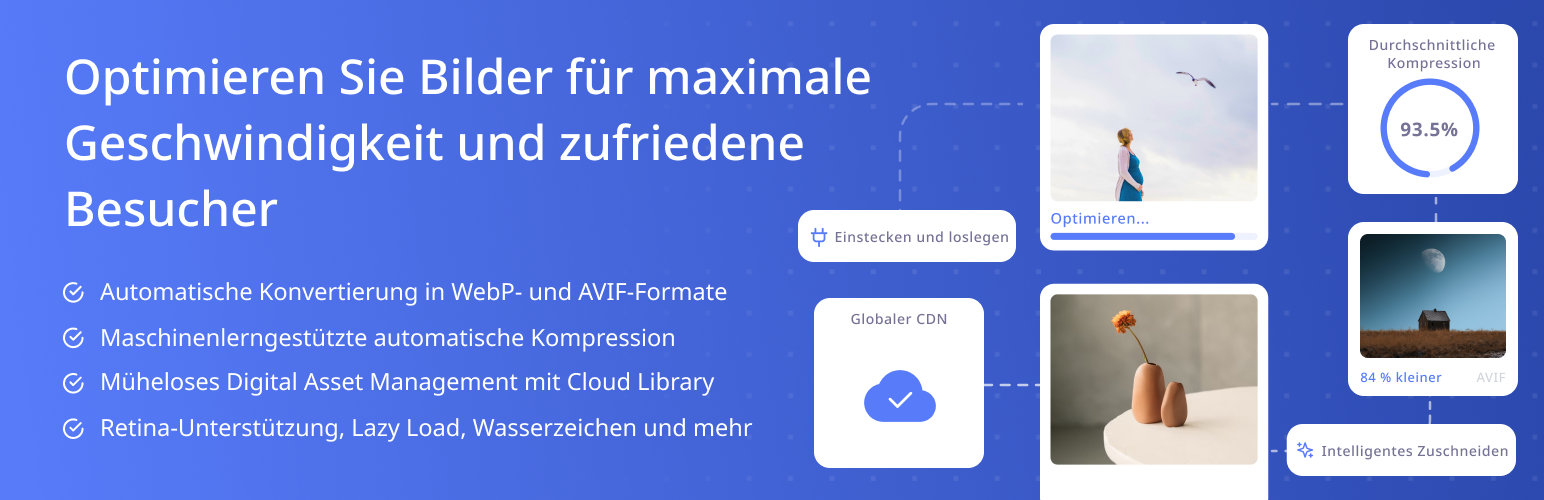 Optimieren Sie Bilder für maximale
Geschwindigkeit und zufriedene
Besucher
Automatische Konvertierung in WebP- und AVIF-Formate
Maschinenlerngestützte automatische Kompression
Müheloses Digital Asset Management mit Cloud Library
Retina-Unterstützung, Lazy Load, Wasserzeichen und mehr
Einstecken und loslegen
Globaler CDN
Optimieren...
Durchschnittliche
Kompression
93.5%
84 % kleiner AVIF
Intelligentes Zuschneiden